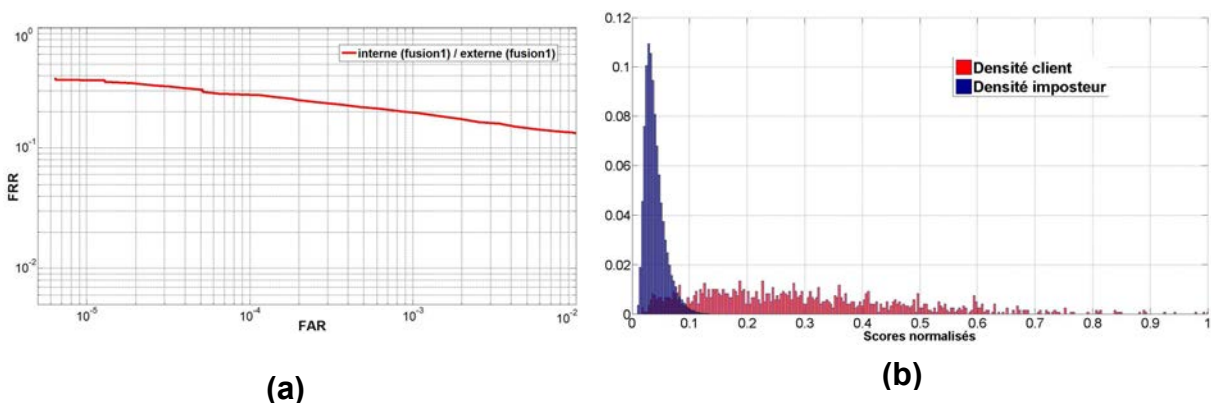 10^0
10^-1
10^-2
FRR
interne (fusion1) / externe (fusion1)
10^-5
10^-4
10^-3
10^-2
FAR
(a)
0.12
0.1
0.08
0.06
0.04
0.02
0
Densité client
Densité imposteur
0 0.1 0.2 0.3 0.4 0.5 0.6 0.7 0.8 0.9 1
Scores normalisés
(b)